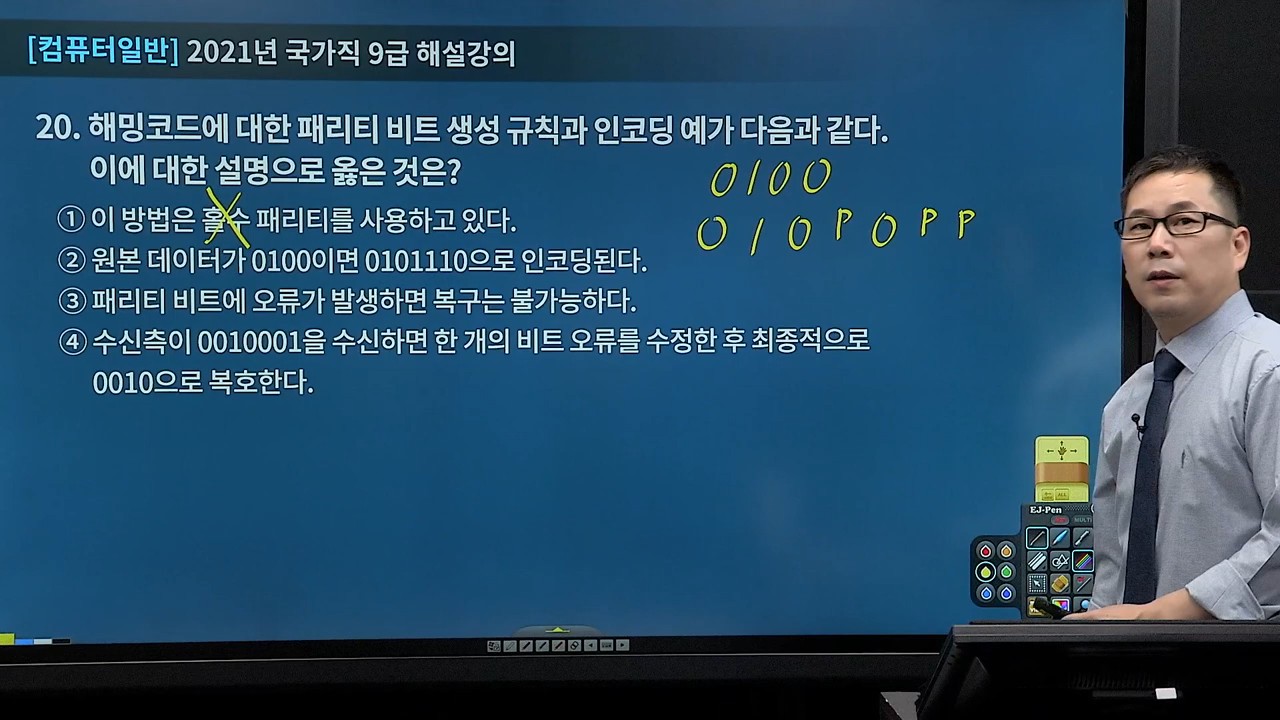 [컴퓨터일반] 2021년 국가직 9급 해설강의
20. 해밍코드에 대한 패리티 비트 생성 규칙과 인코딩 예가 다음과 같다.
이에 대한 설명으로 옳은 것은?
0100
① 이 방법은 홀수 패리티를 사용하고 있다.
010P0PP
② 원본 데이터가 0100이면 0101110으로 인코딩된다.
③ 패리티 비트에 오류가 발생하면 복구는 불가능하다.
④ 수신측이 0010001을 수신하면 한 개의 비트 오류를 수정한 후 최종적으로
0010으로 복호한다.
EJ-Pen